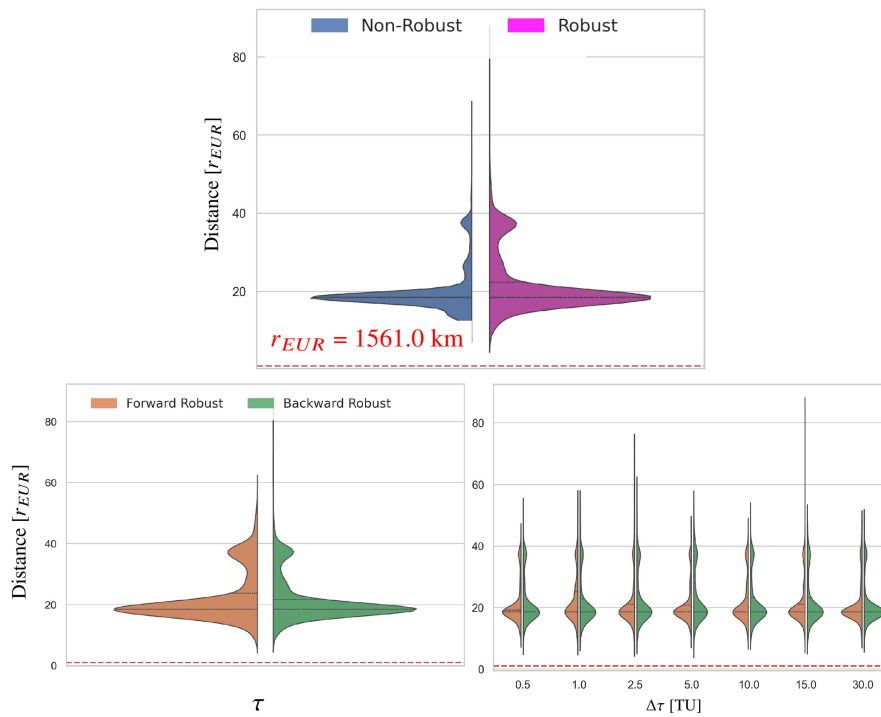 Non-Robust Robust
80
60
40
20
Distance [r_EUR]
r_EUR = 1561.0 km
Forward Robust Backward Robust
80
60
40
20
0
Distance [r_EUR]
τ
80
60
40
20
0
0.5 1.0 2.5 5.0 10.0 15.0 30.0
Δτ [TU]